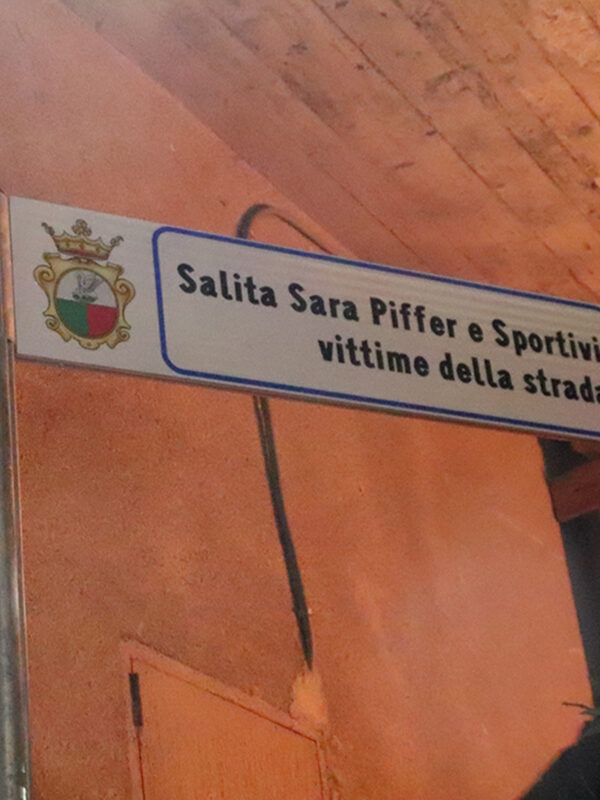 Salita Sara Piffer e Sportivi
vittime della strada